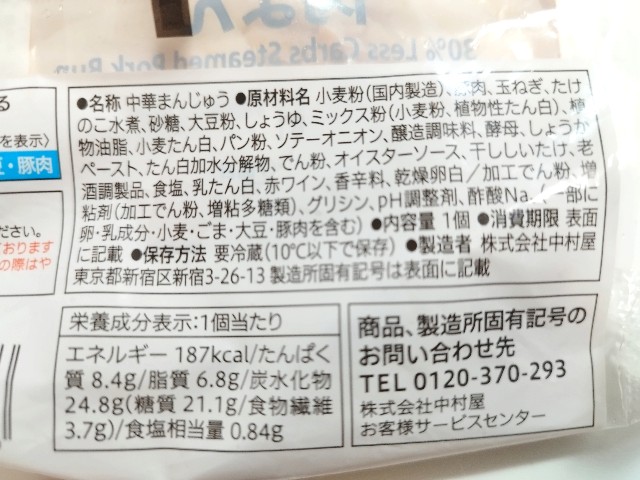 30% Less Carbs Steamed Pork Bun
る
を表示〉
・豚肉
ださい。
おります
の際はや
●名称 中華まんじゅう ●原材料名 小麦粉(国内製造)、豚肉、玉ねぎ、たけ
のこ水煮、砂糖、大豆粉、しょうゆ、ミックス粉(小麦粉、植物性たん白)、植
物油脂、小麦たん白、パン粉、ソテーオニオン、醸造調味料、酵母、しょうが
ペースト、たん白加水分解物、でん粉、オイスターソース、干ししいたけ、老
酒調製品、食塩、乳たん白、赤ワイン、香辛料、乾燥卵白/加工でん粉、増
粘剤(加工でん粉、増粘多糖類)、グリシン、pH調整剤、酢酸Na、(一部に
卵・乳成分・小麦・ごま・大豆・豚肉を含む) ●内容量 1個 ●消費期限 表面
に記載 ●保存方法 要冷蔵(10℃以下で保存) ●製造者 株式会社中村屋
東京都新宿区新宿3-26-13 製造所固有記号は表面に記載
栄養成分表示:1個当たり
エネルギー 187kcal/たんぱく
質 8.4g/脂質 6.8g/炭水化物
24.8g(糖質 21.1g/食物繊維
3.7g)/食塩相当量 0.84g
商品、製造所固有記号の
お問い合わせ先
TEL 0120-370-293
株式会社中村屋
お客様サービスセンター